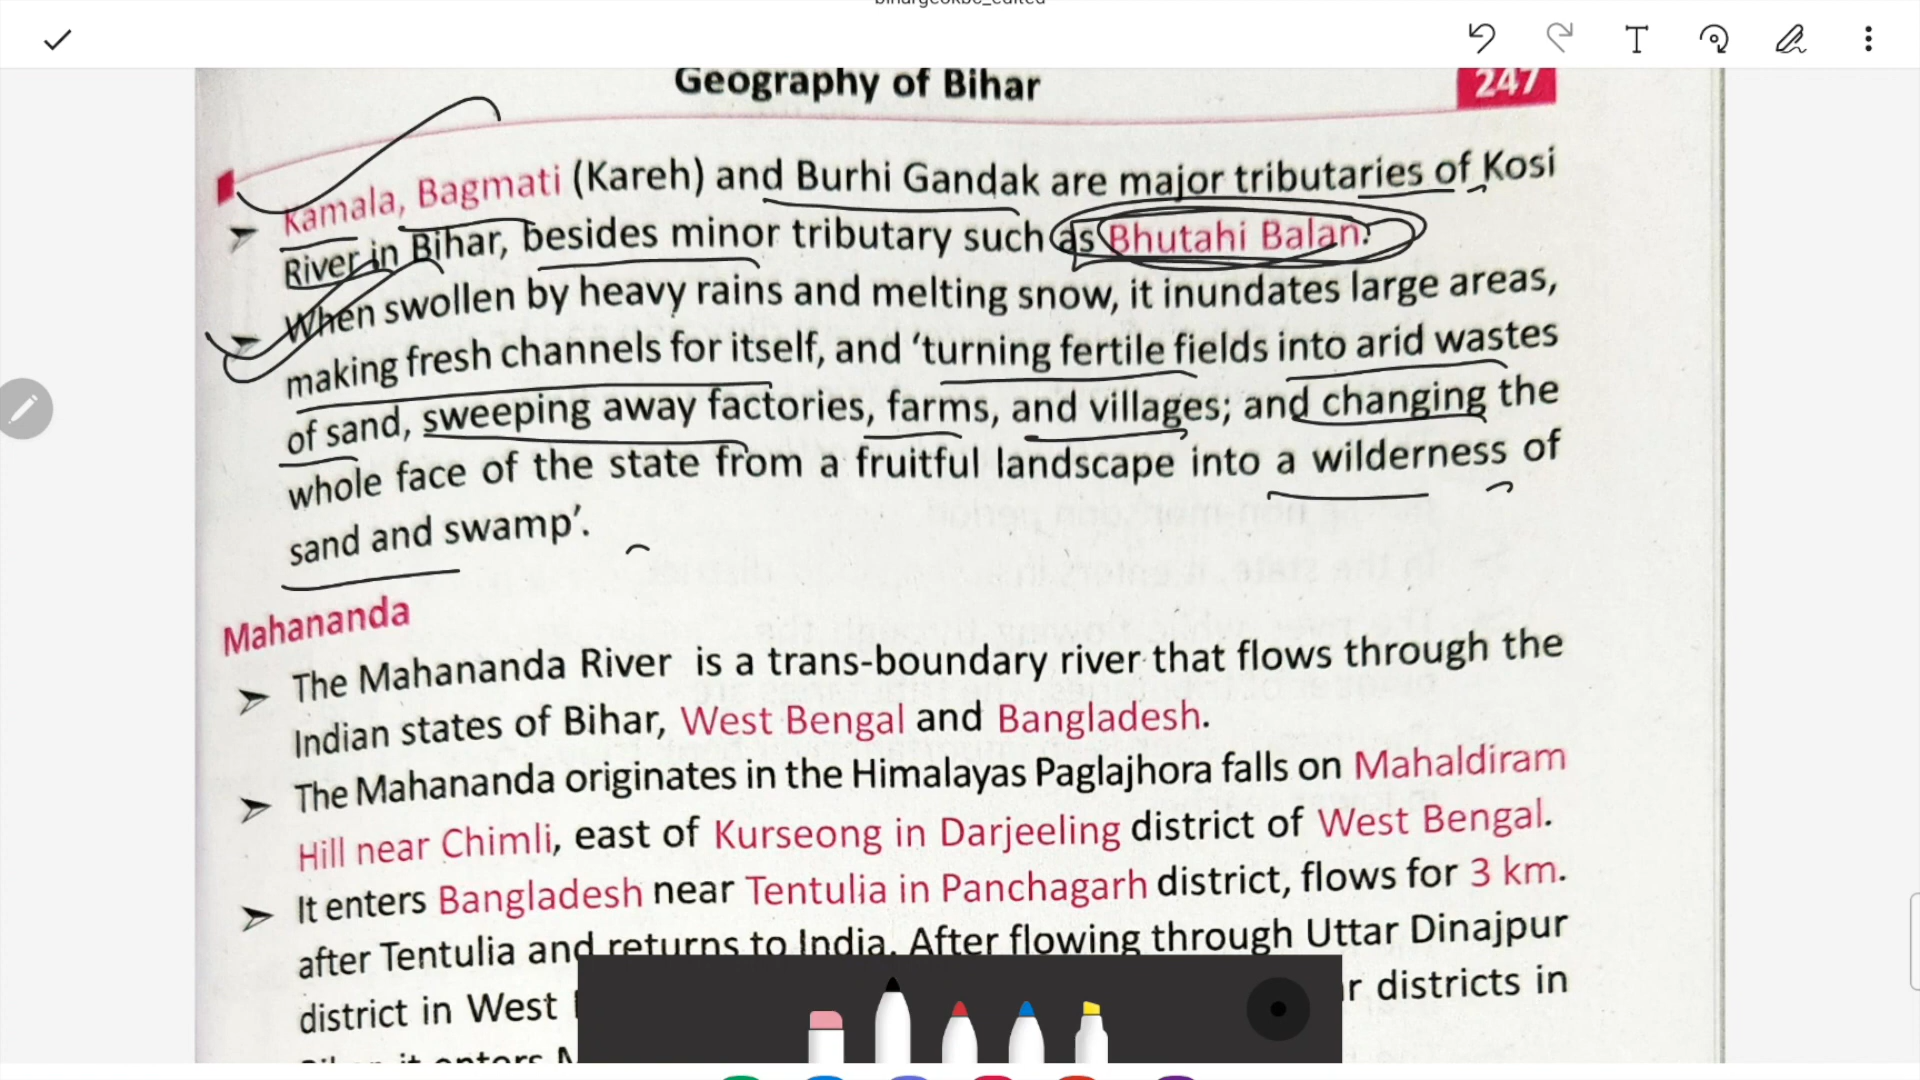 Geography of Bihar
247
Kamala, Bagmati (Kareh) and Burhi Gandak are major tributaries of Kosi
River in Bihar, besides minor tributary such as Bhutahi Balan.
When swollen by heavy rains and melting snow, it inundates large areas,
making fresh channels for itself, and ‘turning fertile fields into arid wastes
of sand, sweeping away factories, farms, and villages; and changing the
whole face of the state from a fruitful landscape into a wilderness of
sand and swamp’.
Mahananda
The Mahananda River is a trans-boundary river that flows through the
Indian states of Bihar, West Bengal and Bangladesh.
The Mahananda originates in the Himalayas Paglajhora falls on Mahaldiram
Hill near Chimli, east of Kurseong in Darjeeling district of West Bengal.
It enters Bangladesh near Tentulia in Panchagarh district, flows for 3 km.
after Tentulia and returns to India. After flowing through Uttar Dinajpur
district in West
districts in
it enters